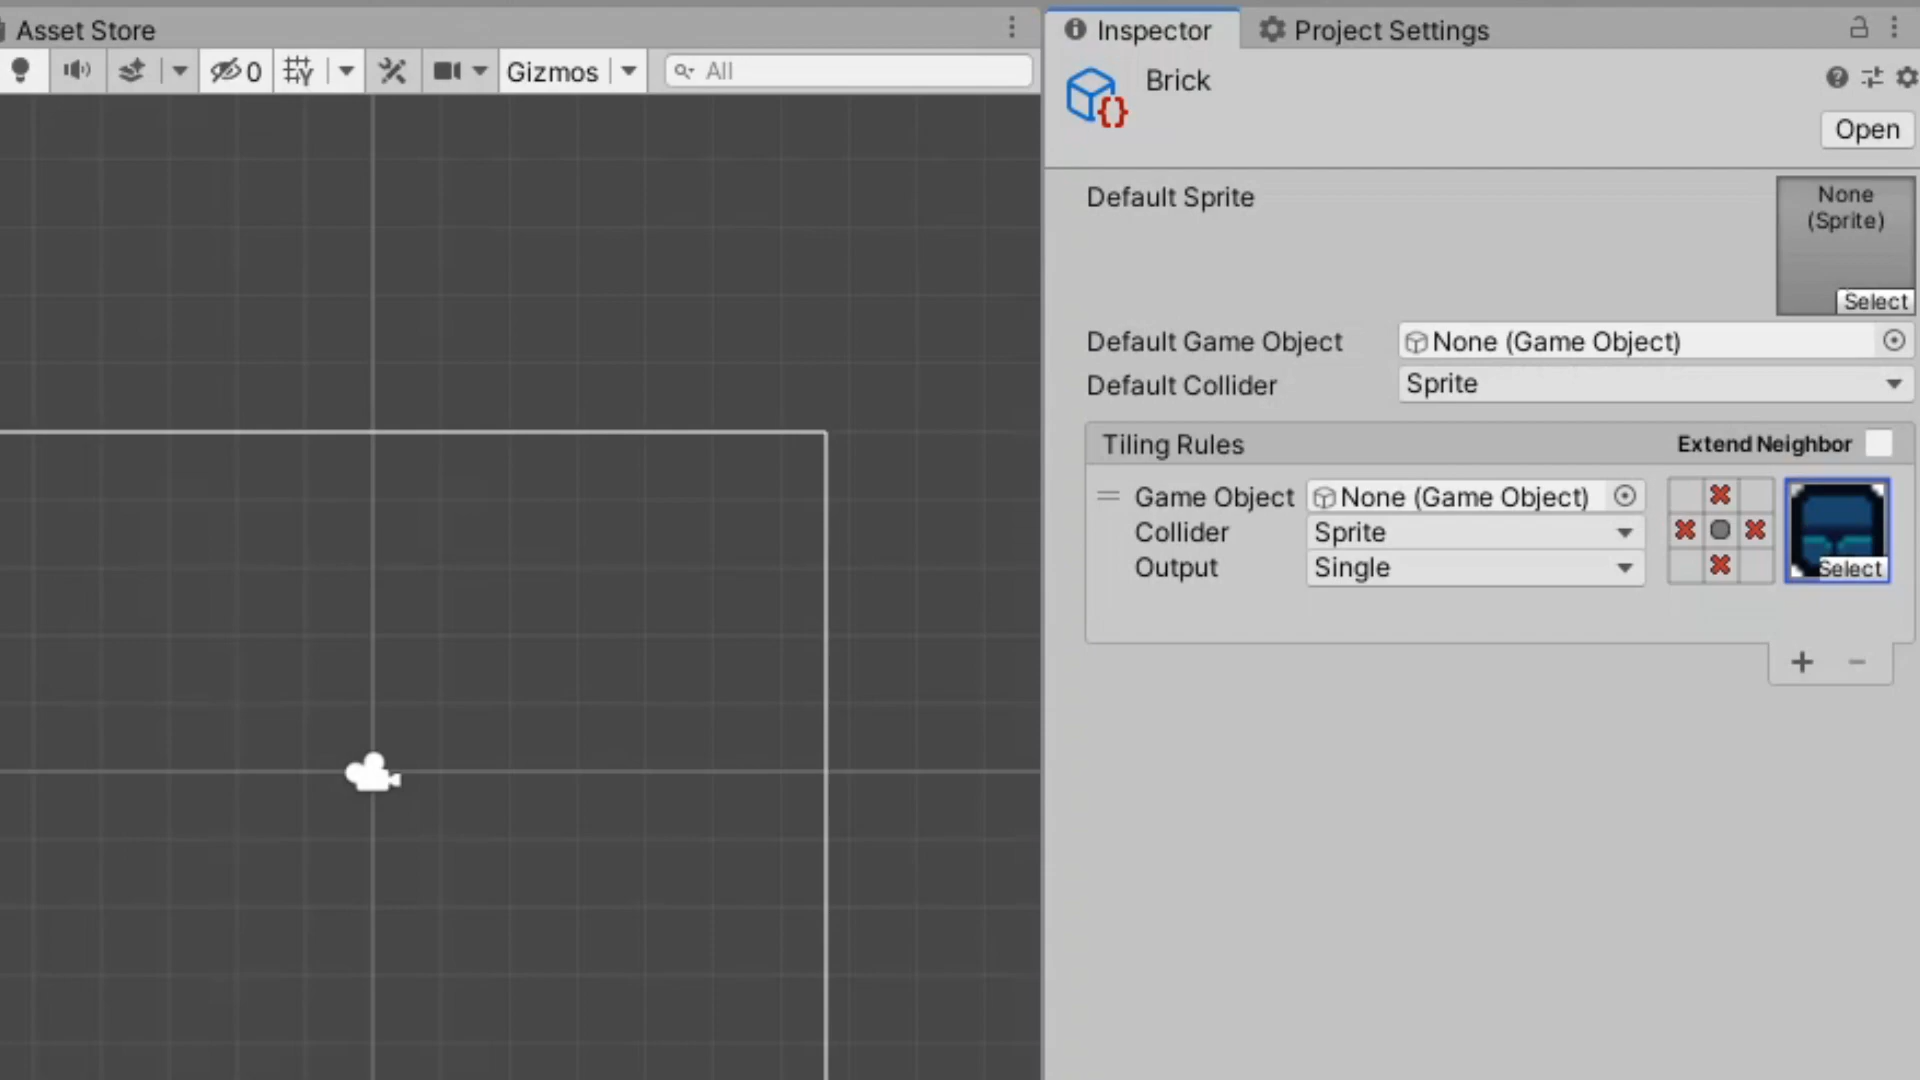 Asset Store
0
Gizmos
All
Inspector
Project Settings
Brick
Open
Default Sprite
None
(Sprite)
Select
Default Game Object
None (Game Object)
Default Collider
Sprite
Tiling Rules
Extend Neighbor
Game Object
None (Game Object)
Collider
Sprite
Output
Single
Select